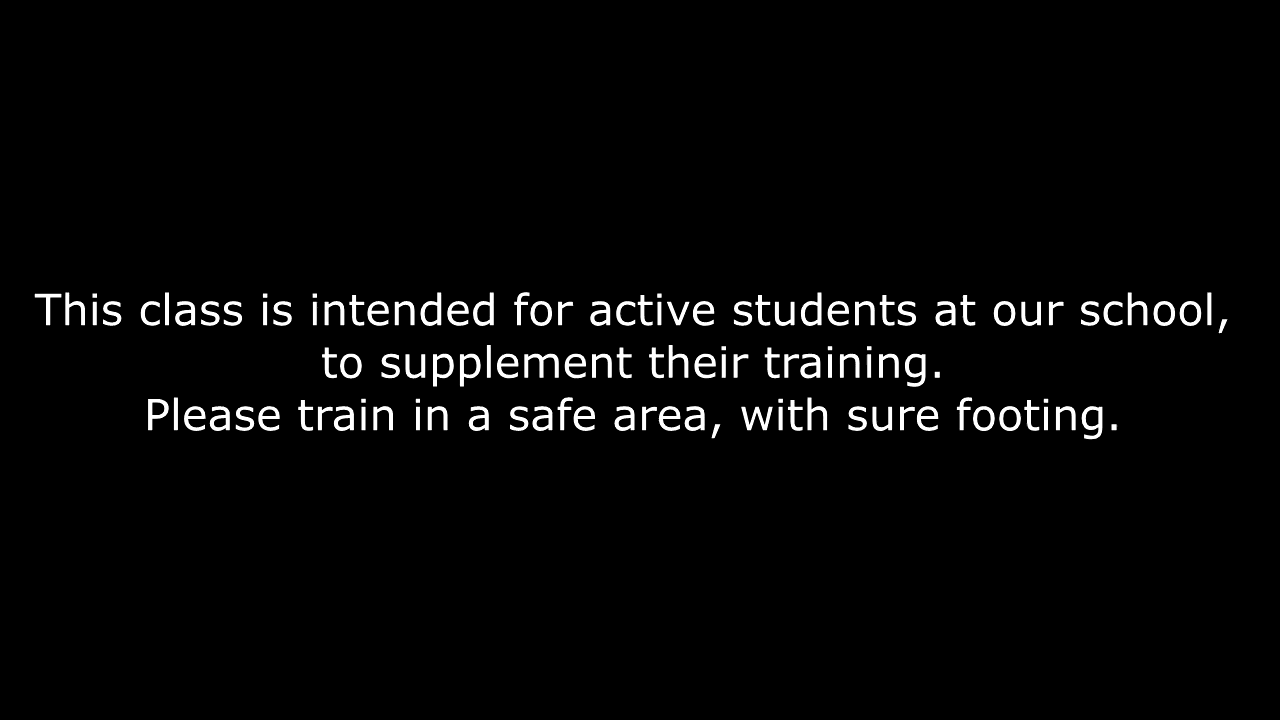 This class is intended for active students at our school,
to supplement their training.
Please train in a safe area, with sure footing.